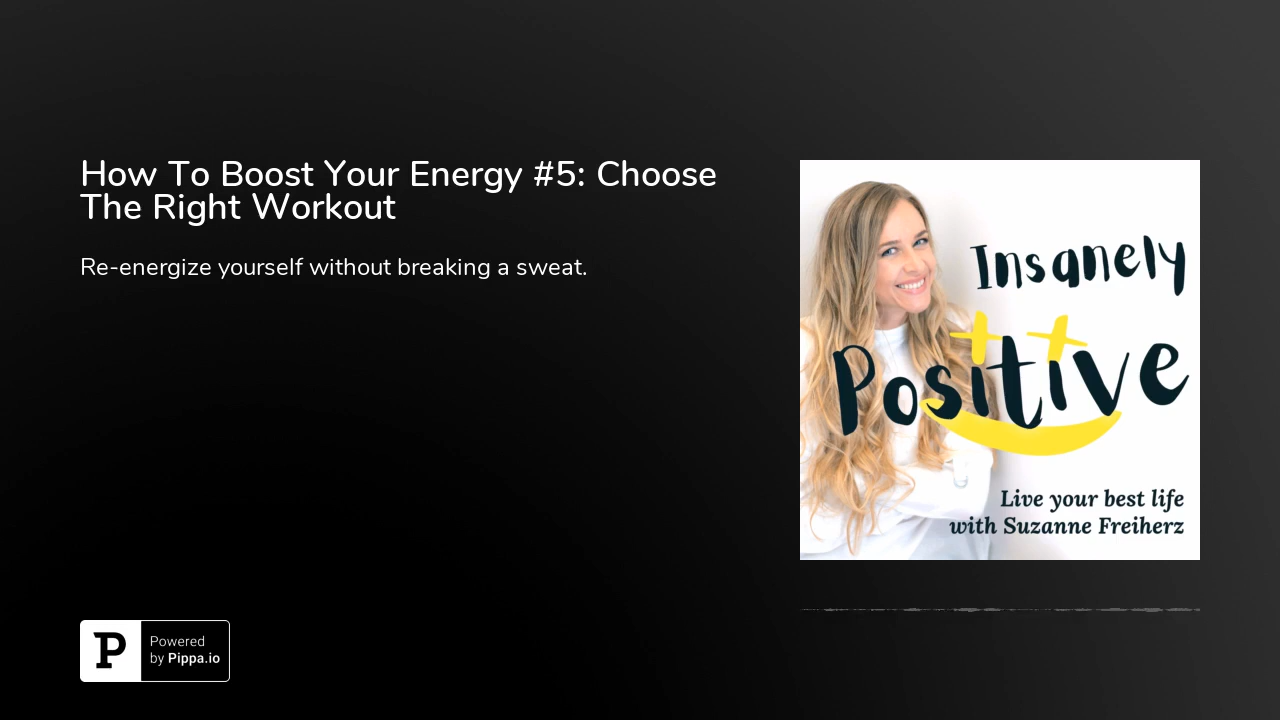 How To Boost Your Energy #5: Choose
The Right Workout
Re-energize yourself without breaking a sweat.
Insanely
Positive
Live your best life
with Suzanne Freiherz
P
Powered
by Pippa.io